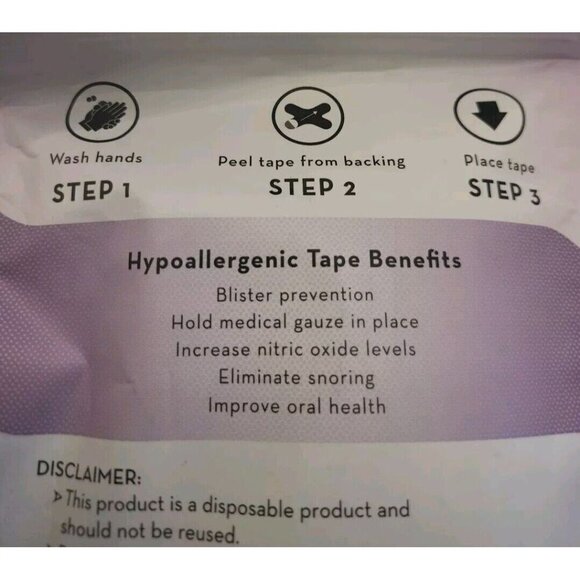 Wash hands
STEP 1
Peel tape from backing
STEP 2
Place tape
STEP 3
Hypoallergenic Tape Benefits
Blister prevention
Hold medical gauze in place
Increase nitric oxide levels
Eliminate snoring
Improve oral health
DISCLAIMER:
This product is a disposable product and
should not be reused.